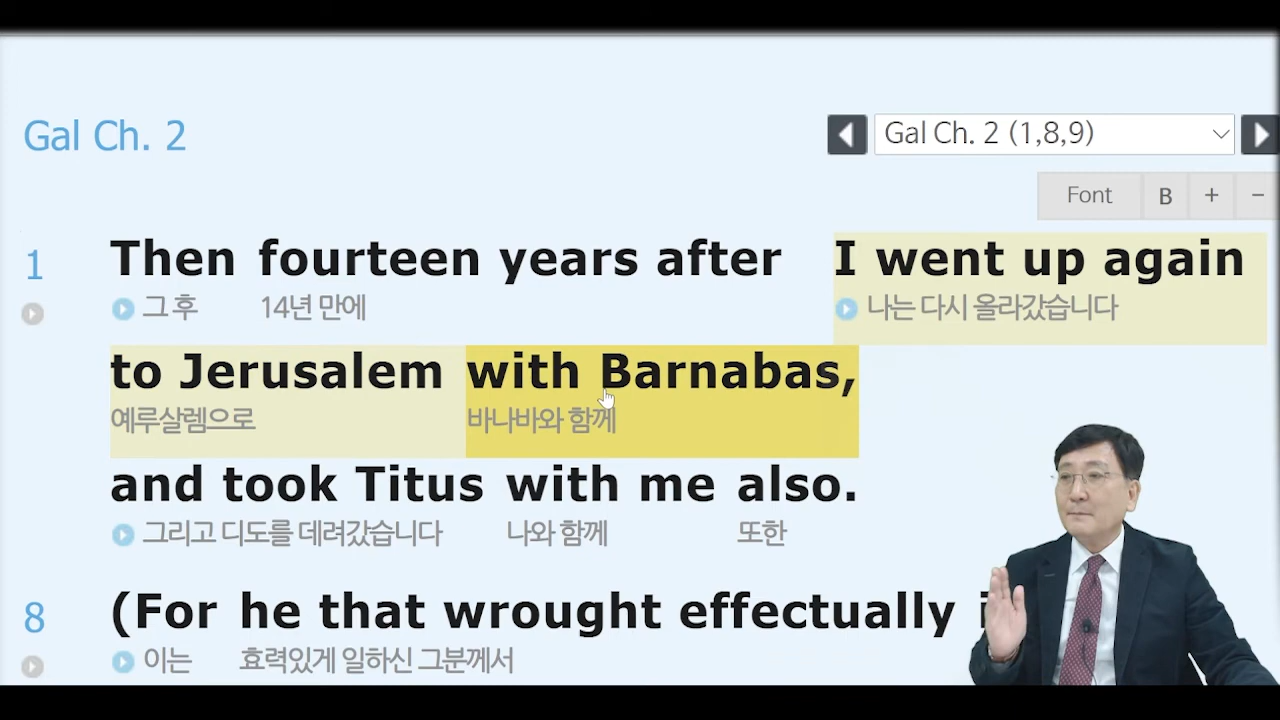 Gal Ch. 2
Gal Ch. 2 (1,8,9)
Font B + −
1 Then fourteen years after I went up again
그 후 14년 만에 나는 다시 올라갔습니다
to Jerusalem with Barnabas,
예루살렘으로 바나바와 함께
and took Titus with me also.
그리고 디도를 데려갔습니다 나와 함께 또한
8 (For he that wrought effectually
이는 효력있게 일하신 그분께서